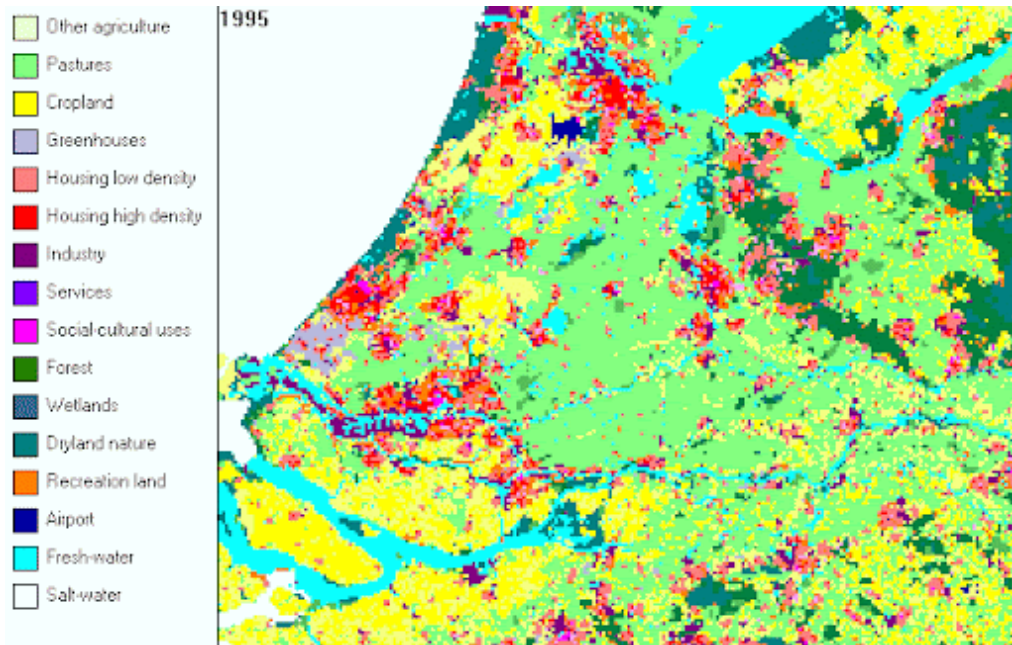 1995
Other agriculture
Pastures
Cropland
Greenhouses
Housing low density
Housing high density
Industry
Services
Social-cultural uses
Forest
Wetlands
Dryland nature
Recreation land
Airport
Fresh-water
Salt-water